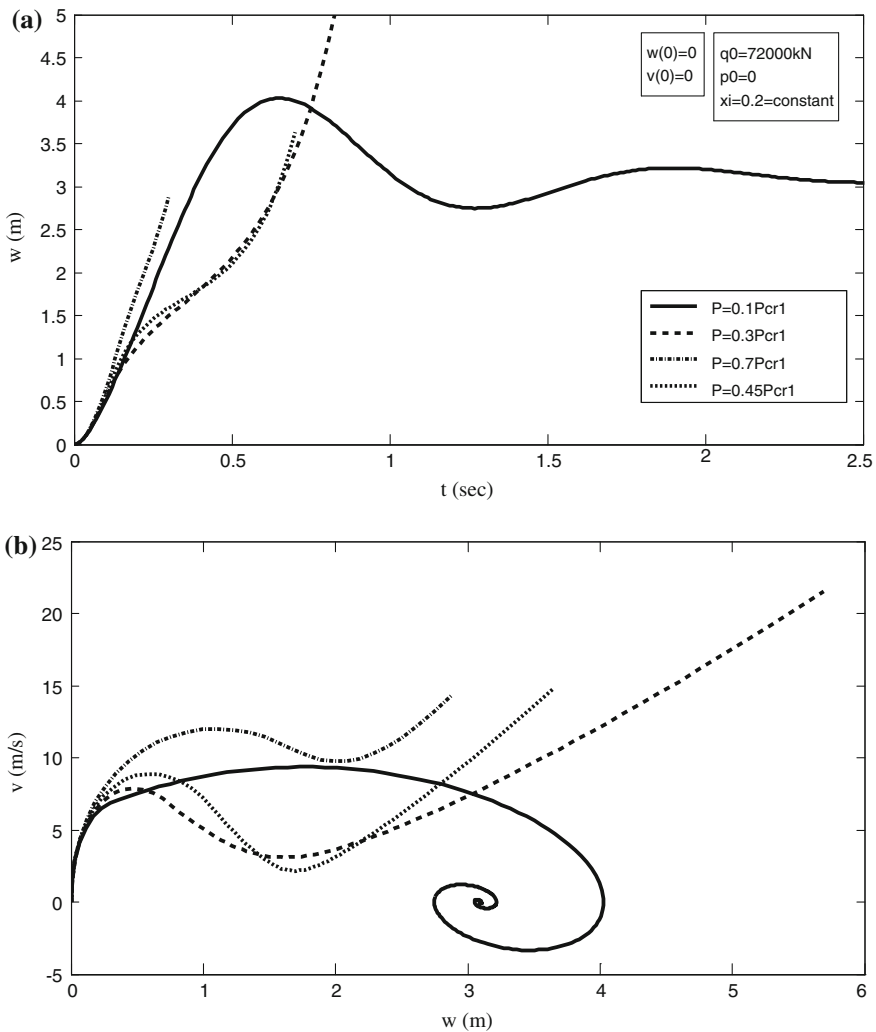 (a)
5
4.5
4
3.5
3
2.5
2
1.5
1
0.5
0
w (m)
w(0)=0
v(0)=0
q0=72000kN
p0=0
xi=0.2=constant
P=0.1Pcr1
P=0.3Pcr1
P=0.7Pcr1
P=0.45Pcr1
0 0.5 1 1.5 2 2.5
t (sec)
(b)
25
20
15
10
5
0
-5
v (m/s)
0 1 2 3 4 5 6
w (m)